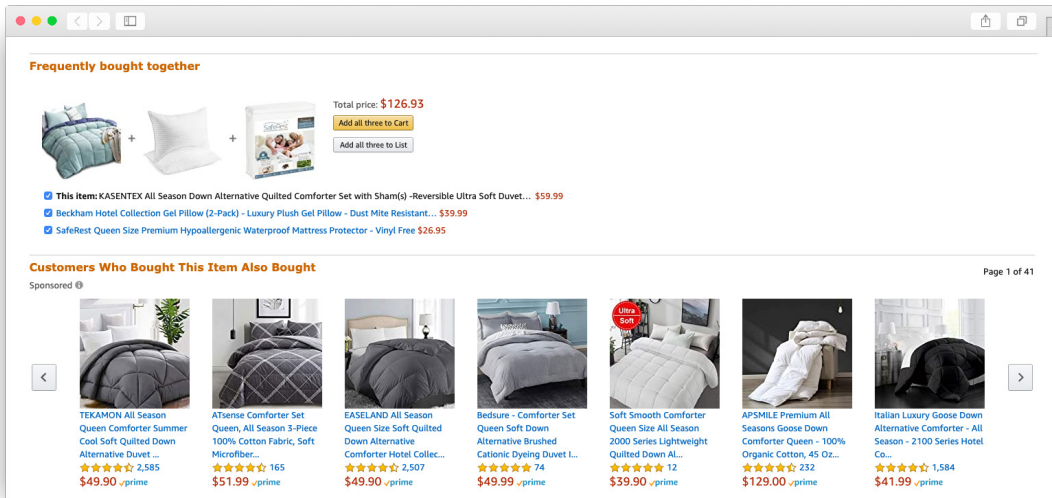 Frequently bought together
Total price: $126.93
Add all three to Cart
Add all three to List
+
+
SafeRest
This item: KASENTEX All Season Down Alternative Quilted Comforter Set with Sham(s) -Reversible Ultra Soft Duvet... $59.99
Beckham Hotel Collection Gel Pillow (2-Pack) - Luxury Plush Gel Pillow - Dust Mite Resistant... $39.99
SafeRest Queen Size Premium Hypoallergenic Waterproof Mattress Protector - Vinyl Free $26.95
Customers Who Bought This Item Also Bought
Page 1 of 41
Sponsored
Ultra
Soft
TEKAMON All Season
Queen Comforter Summer
Cool Soft Quilted Down
Alternative Duvet ...
2,585
$49.90 prime
ATsense Comforter Set
Queen, All Season 3-Piece
100% Cotton Fabric, Soft
Microfiber...
165
$51.99 prime
EASELAND All Season
Queen Size Soft Quilted
Down Alternative
Comforter Hotel Collec...
2,507
$49.90 prime
Bedsure - Comforter Set
Queen Soft Down
Alternative Brushed
Cationic Dyeing Duvet I...
74
$49.99 prime
Soft Smooth Comforter
Queen Size All Season
2000 Series Lightweight
Quilted Down Al...
12
$39.90 prime
APSMILE Premium All
Seasons Goose Down
Comforter Queen - 100%
Organic Cotton, 45 Oz...
232
$129.00 prime
Italian Luxury Goose Down
Alternative Comforter - All
Season - 2100 Series Hotel
Co...
1,584
$41.99 prime